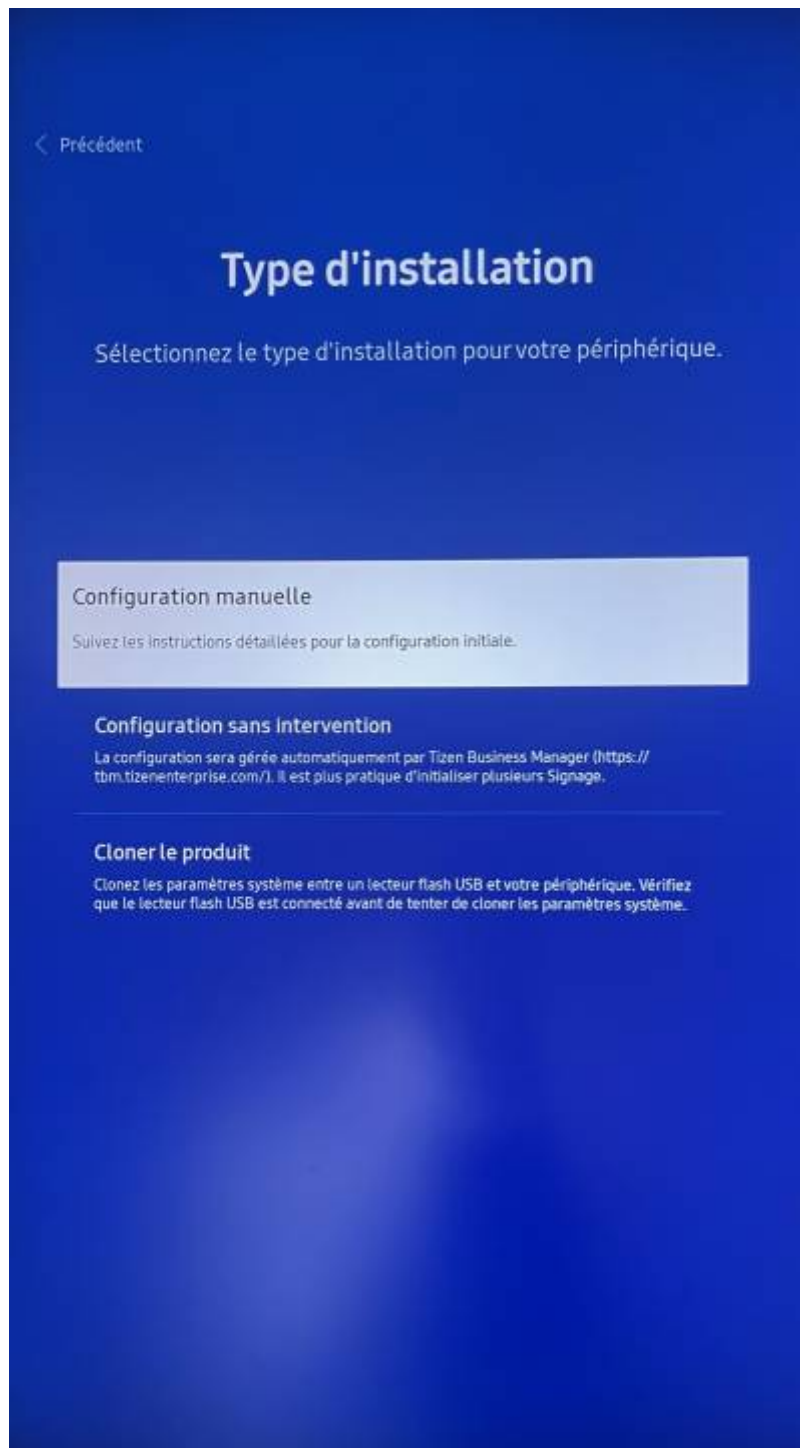 < Précédent
Type d'installation
Sélectionnez le type d'installation pour votre périphérique.
Configuration manuelle
Suivez les instructions détaillées pour la configuration initiale.
Configuration sans intervention
La configuration sera gérée automatiquement par Tizen Business Manager (https://
tbm.tizenenterprise.com/). Il est plus pratique d'initialiser plusieurs Signage.
Cloner le produit
Clonez les paramètres système entre un lecteur flash USB et votre périphérique. Vérifiez
que le lecteur flash USB est connecté avant de tenter de cloner les paramètres système.